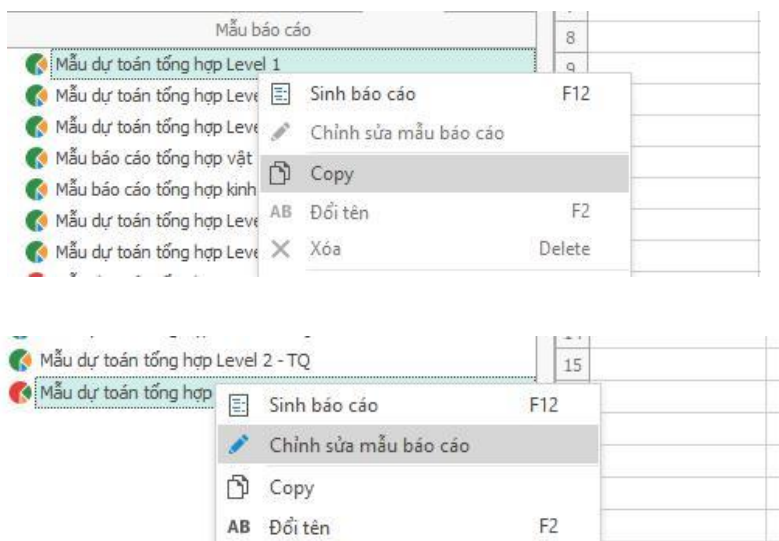 Mẫu báo cáo
8
Mẫu dự toán tổng hợp Level 1
9
Mẫu dự toán tổng hợp Leve
Sinh báo cáo F12
Mẫu dự toán tổng hợp Leve
Chỉnh sửa mẫu báo cáo
Mẫu báo cáo tổng hợp vật
Copy
Mẫu báo cáo tổng hợp kinh
Mẫu dự toán tổng hợp Leve
AB Đổi tên F2
Mẫu dự toán tổng hợp Leve
Xóa Delete
Mẫu dự toán tổng hợp Level 2 - TQ
15
Mẫu dự toán tổng hợp
Sinh báo cáo F12
Chỉnh sửa mẫu báo cáo
Copy
AB Đổi tên F2